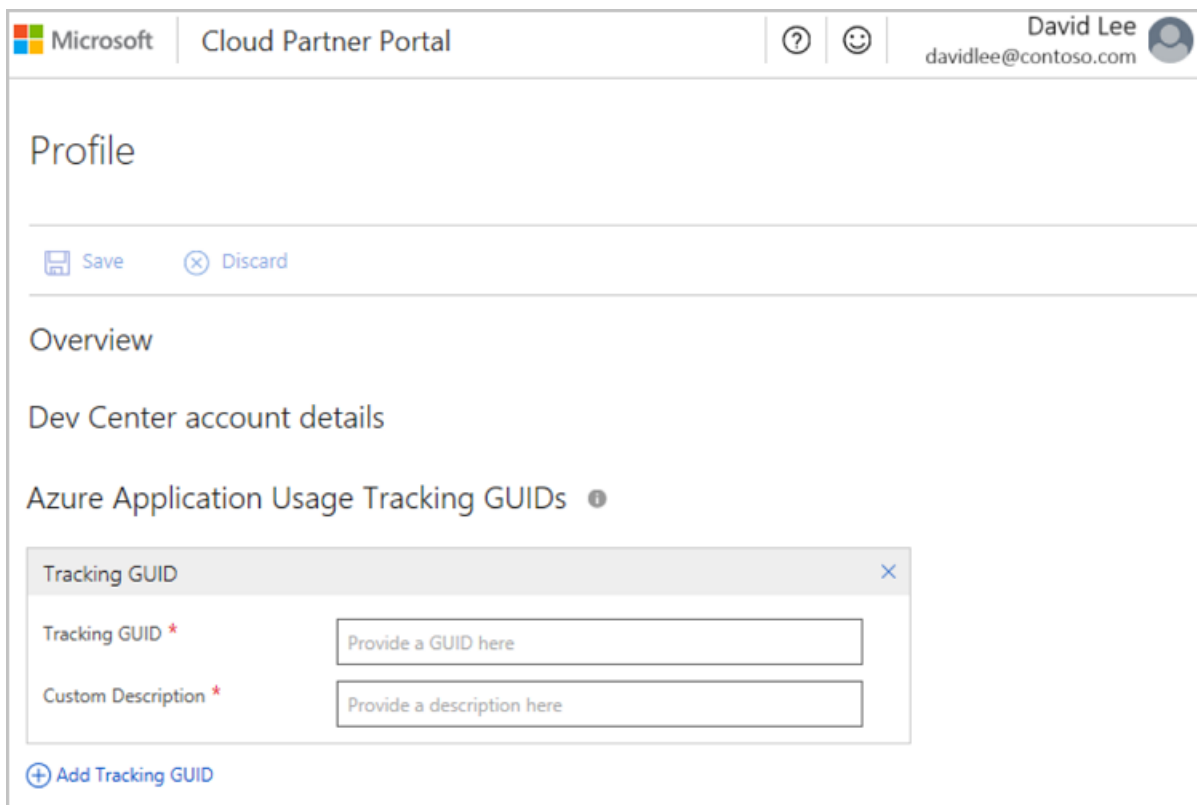 Microsoft
Cloud Partner Portal
David Lee
davidlee@contoso.com
Profile
Save
Discard
Overview
Dev Center account details
Azure Application Usage Tracking GUIDs
Tracking GUID
Tracking GUID *
Provide a GUID here
Custom Description *
Provide a description here
Add Tracking GUID